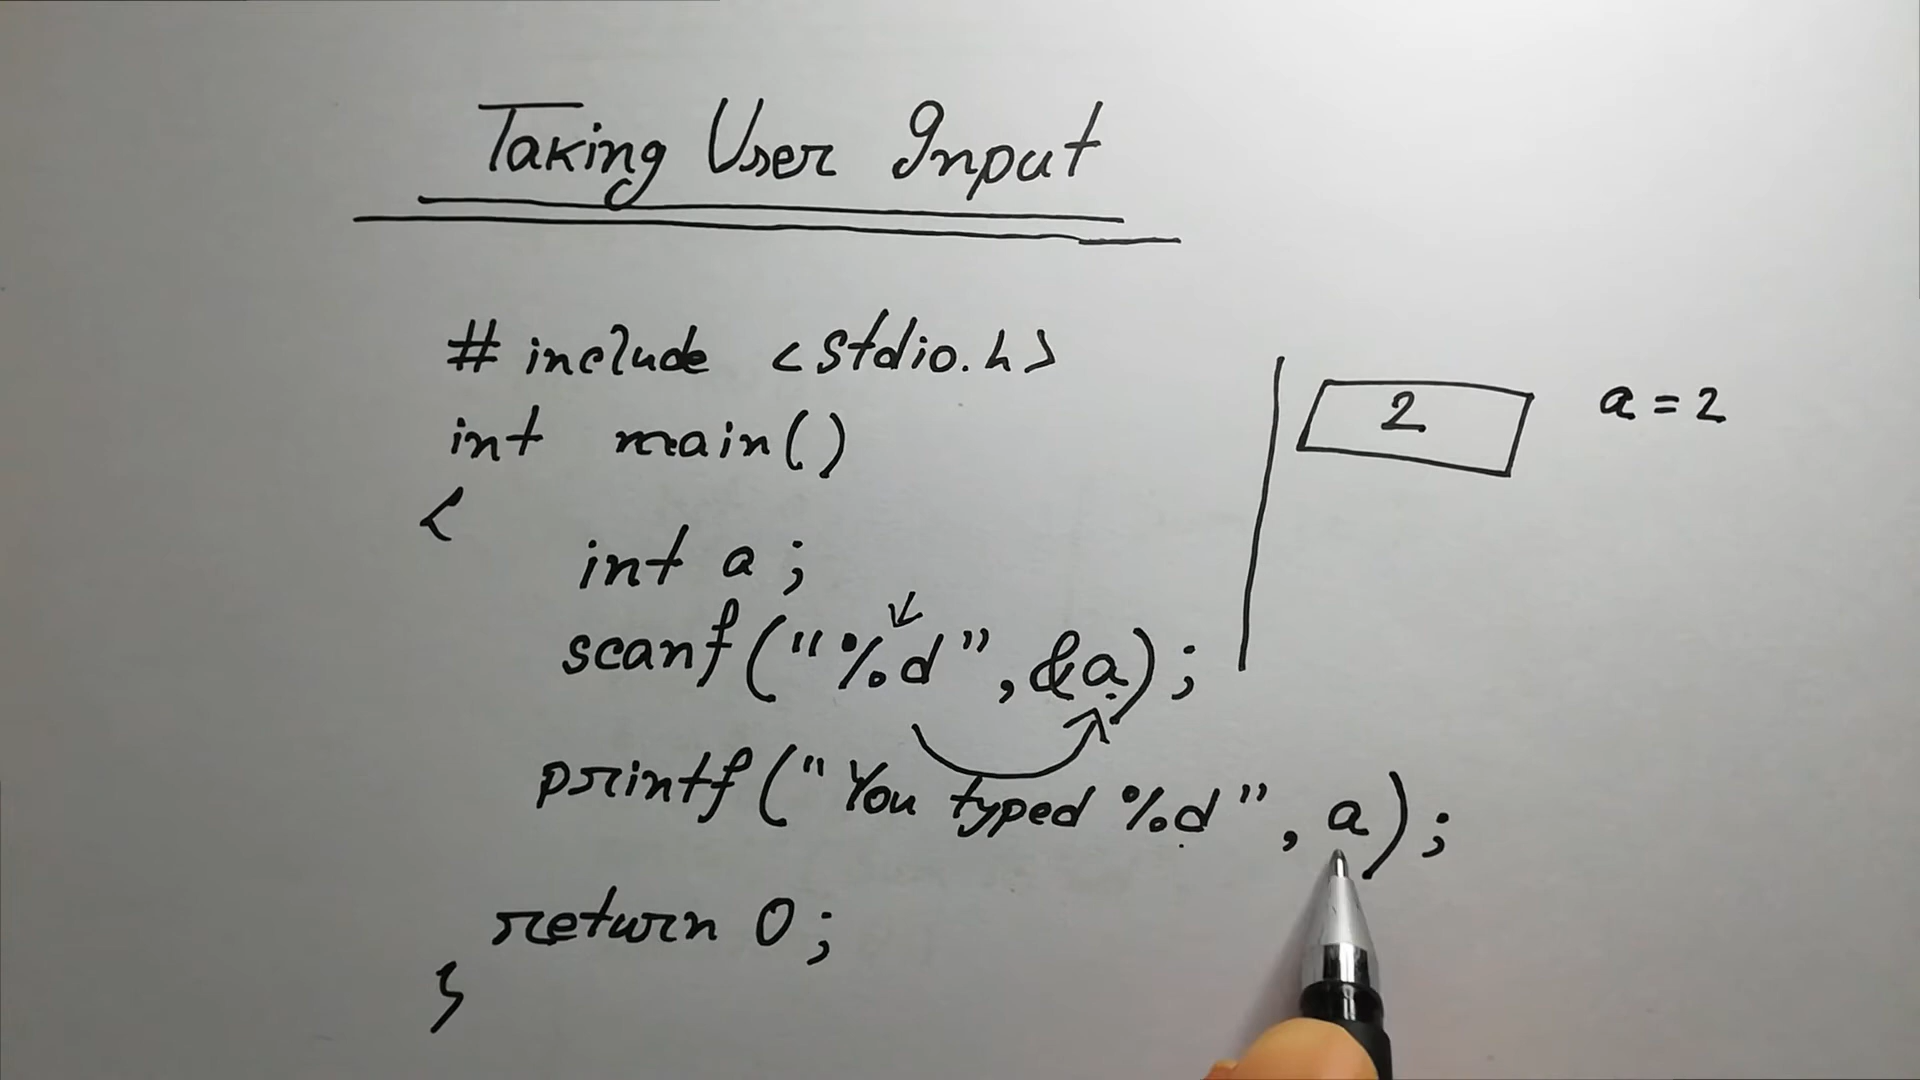 Taking User Input
# include <stdio.h>
int main()
{
int a;
scanf("%d", &a);
printf("You typed %d", a);
return 0;
}
2
a = 2